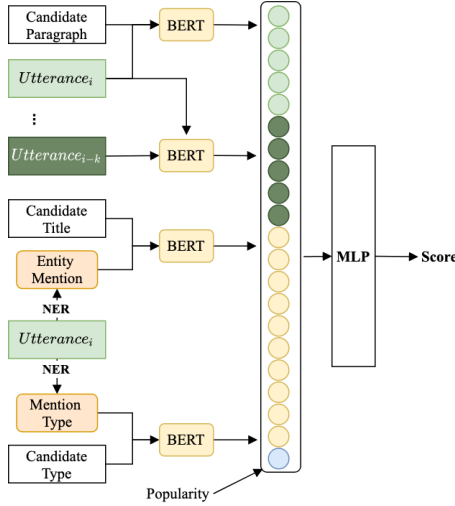 Candidate
Paragraph
BERT
Utterance_i
...
Utterance_{i-k}
BERT
Candidate
Title
BERT
Entity
Mention
NER
Utterance_i
NER
Mention
Type
BERT
Candidate
Type
Popularity
MLP
Score